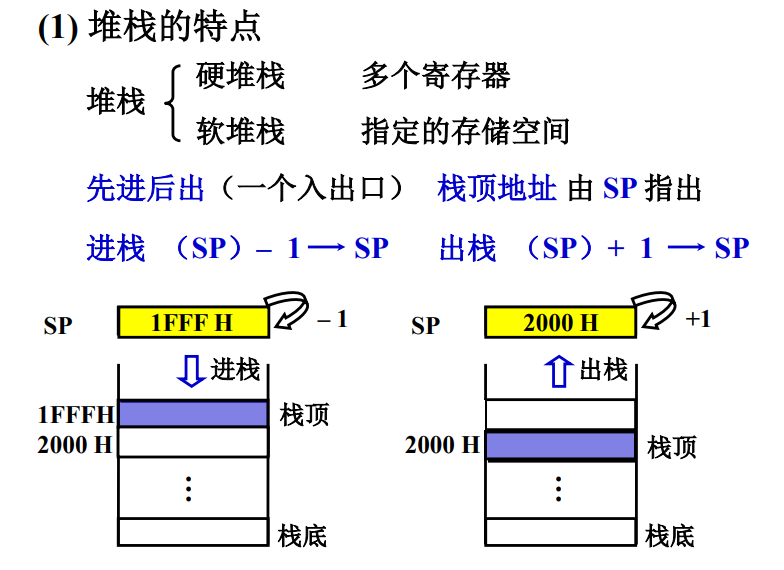 (1) 堆栈的特点
堆栈
硬堆栈 多个寄存器
软堆栈 指定的存储空间
先进后出（一个入出口） 栈顶地址 由 SP 指出
进栈 （SP）– 1 → SP 出栈 （SP）+ 1 → SP
SP 1FFF H – 1 SP 2000 H +1
进栈 出栈
1FFFH 栈顶
2000 H 2000 H 栈顶
⋮ ⋮
栈底 栈底